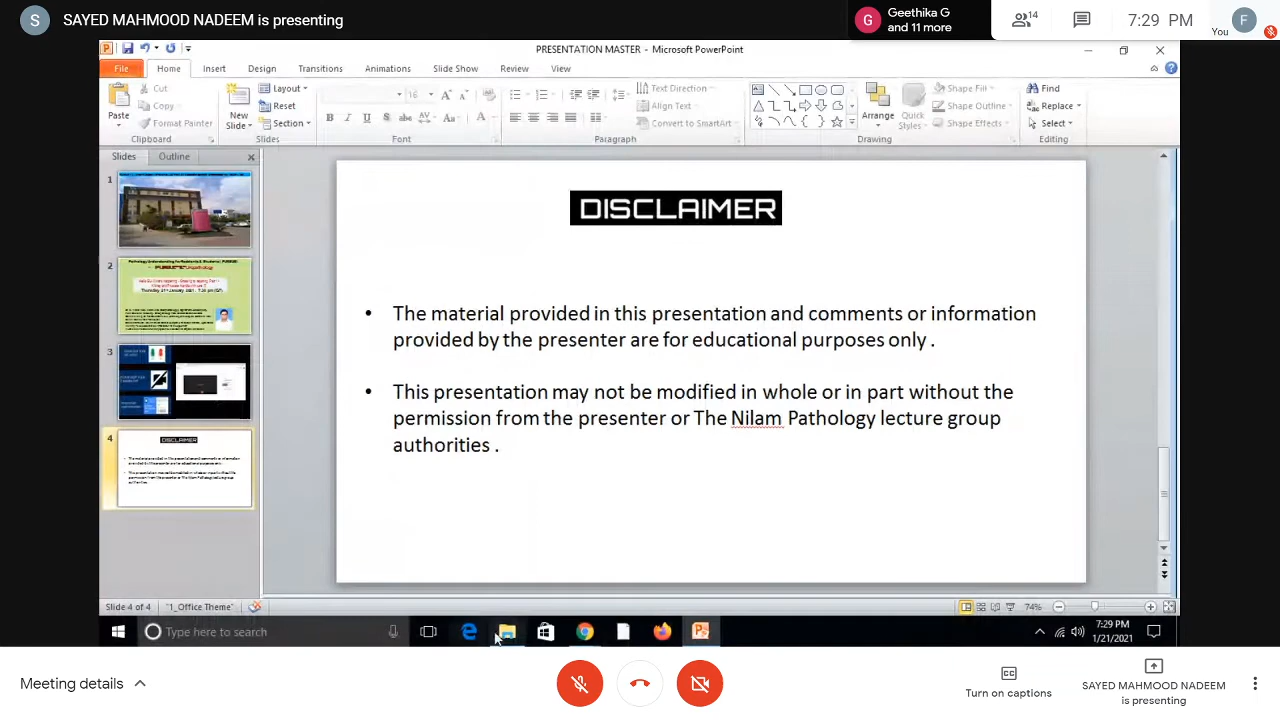 S SAYED MAHMOOD NADEEM is presenting
G Geethika G and 11 more
14
7:29 PM
You
F
PRESENTATION MASTER - Microsoft PowerPoint
File Home Insert Design Transitions Animations Slide Show Review View
Paste
Cut
Copy
Format Painter
Clipboard
New Slide
Layout
Reset
Section
Slides
16
Font
Text Direction
Align Text
Convert to SmartArt
Paragraph
Arrange
Quick Styles
Shape Fill
Shape Outline
Shape Effects
Drawing
Find
Replace
Select
Editing
Slides Outline
1
2
3
4
DISCLAIMER
• The material provided in this presentation and comments or information
provided by the presenter are for educational purposes only .
• This presentation may not be modified in whole or in part without the
permission from the presenter or The Nilam Pathology lecture group
authorities .
Slide 4 of 4 "1_Office Theme" 74%
Type here to search
7:29 PM
1/21/2021
Meeting details
Turn on captions
SAYED MAHMOOD NADEEM
is presenting